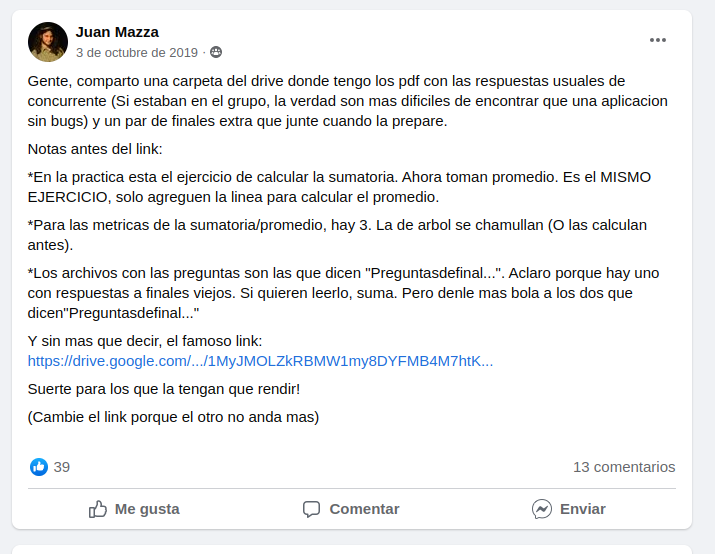 Juan Mazza
3 de octubre de 2019 ·
Gente, comparto una carpeta del drive donde tengo los pdf con las respuestas usuales de
concurrente (Si estaban en el grupo, la verdad son mas dificiles de encontrar que una aplicacion
sin bugs) y un par de finales extra que junte cuando la prepare.
Notas antes del link:
*En la practica esta el ejercicio de calcular la sumatoria. Ahora toman promedio. Es el MISMO
EJERCICIO, solo agreguen la linea para calcular el promedio.
*Para las metricas de la sumatoria/promedio, hay 3. La de arbol se chamullan (O las calculan
antes).
*Los archivos con las preguntas son las que dicen "Preguntasdefinal...". Aclaro porque hay uno
con respuestas a finales viejos. Si quieren leerlo, suma. Pero denle mas bola a los dos que
dicen"Preguntasdefinal..."
Y sin mas que decir, el famoso link:
https://drive.google.com/.../1MyJMOLZkRBMW1my8DYFMB4M7htK...
Suerte para los que la tengan que rendir!
(Cambie el link porque el otro no anda mas)
39
13 comentarios
Me gusta
Comentar
Enviar